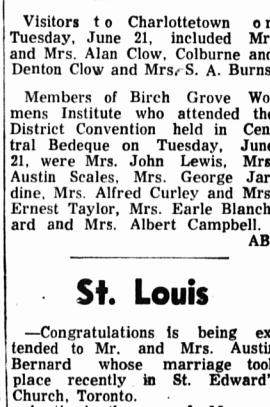 Visitors to Charlottetown on
Tuesday, June 21, included Mr
and Mrs. Alan Clow, Colburne and
Denton Clow and Mrs. S. A. Burns
Members of Birch Grove Wo
mens Institute who attended the
District Convention held in Cen
tral Bedeque on Tuesday, June
21, were Mrs. John Lewis, Mrs
Austin Scales, Mrs. George Jar
dine, Mrs. Alfred Curley and Mrs
Ernest Taylor, Mrs. Earle Blanch
ard and Mrs. Albert Campbell.
AB
St. Louis
—Congratulations is being ex
tended to Mr. and Mrs. Austi
Bernard whose marriage took
place recently in St. Edward'
Church, Toronto.